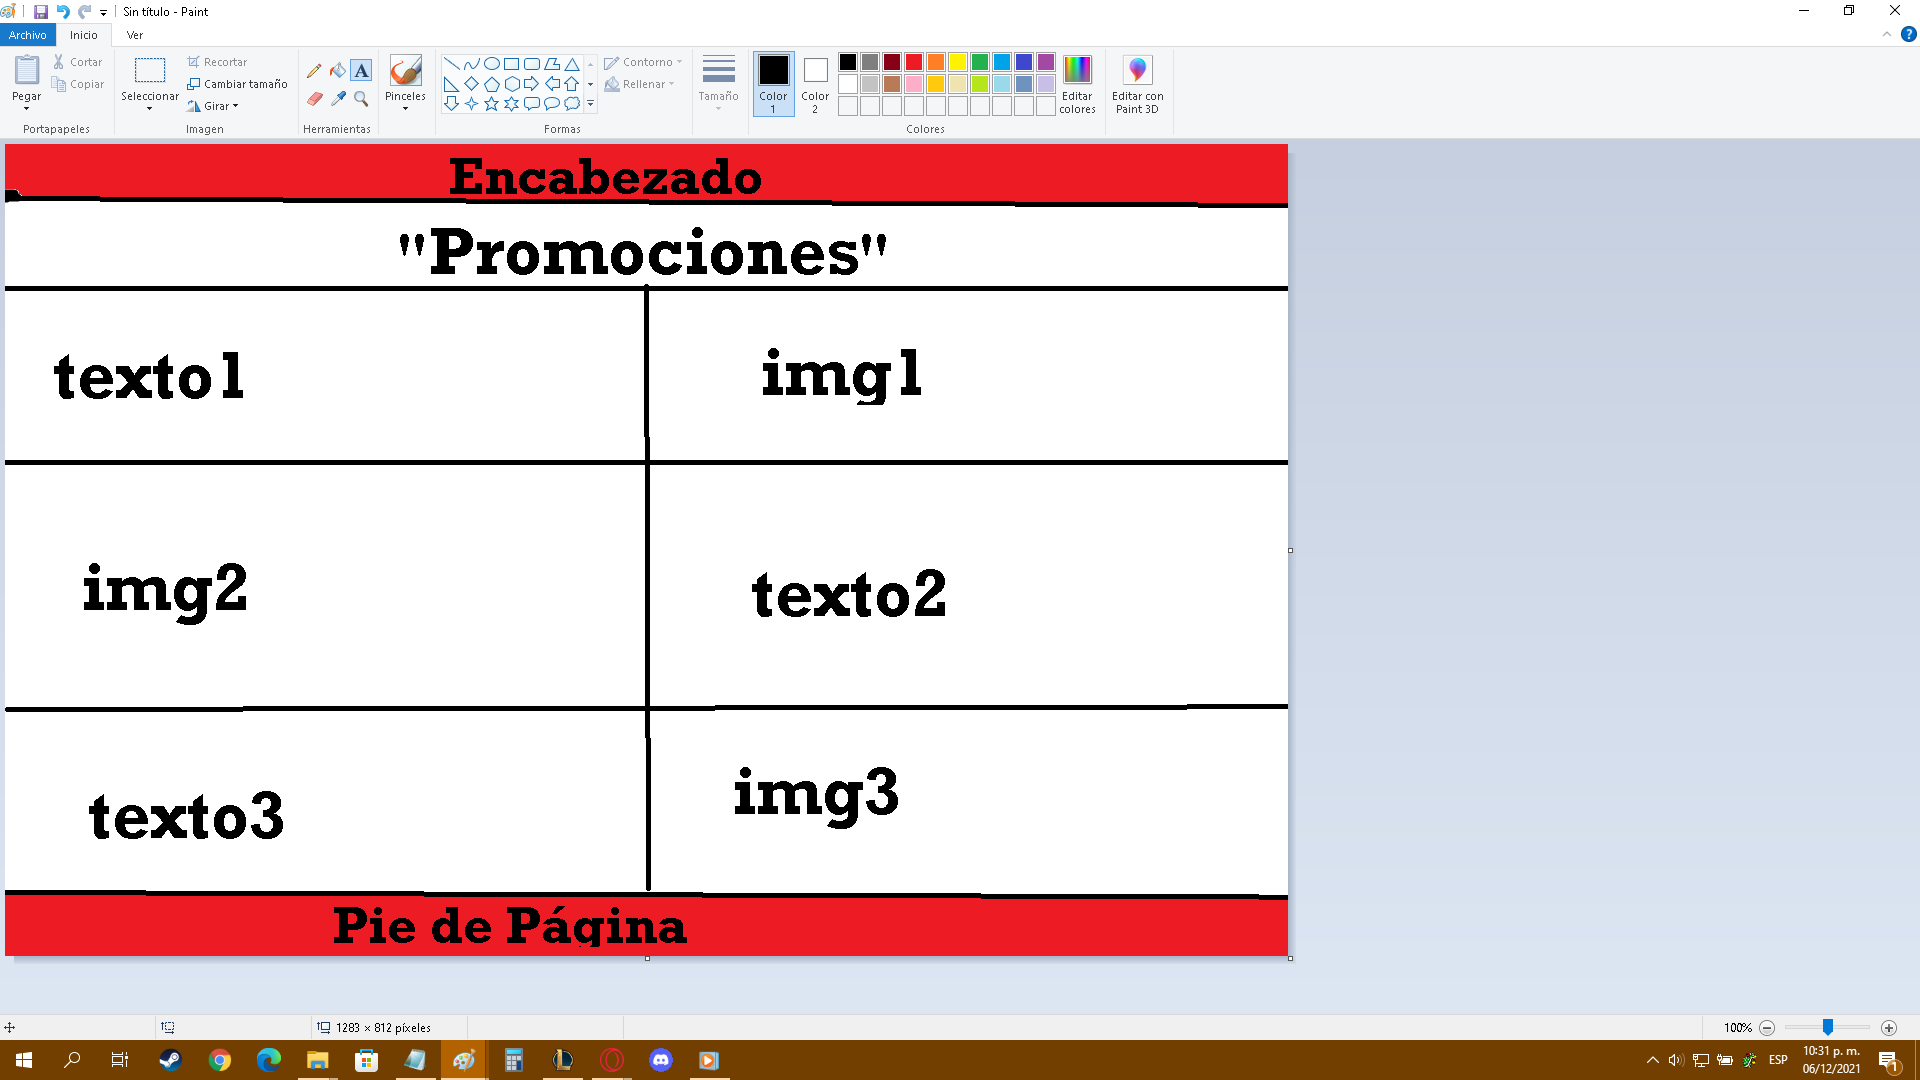 Sin título - Paint
Archivo
Inicio
Ver
Pegar
Cortar
Copiar
Portapapeles
Seleccionar
Recortar
Cambiar tamaño
Girar
Imagen
A
Herramientas
Pinceles
Contorno
Rellenar
Formas
Tamaño
Color 1
Color 2
Editar colores
Colores
Editar con Paint 3D
?
Encabezado
"Promociones"
texto1
img1
img2
texto2
texto3
img3
Pie de Página
1283 × 812 píxeles
100%
ESP
10:31 p. m.
06/12/2021
1